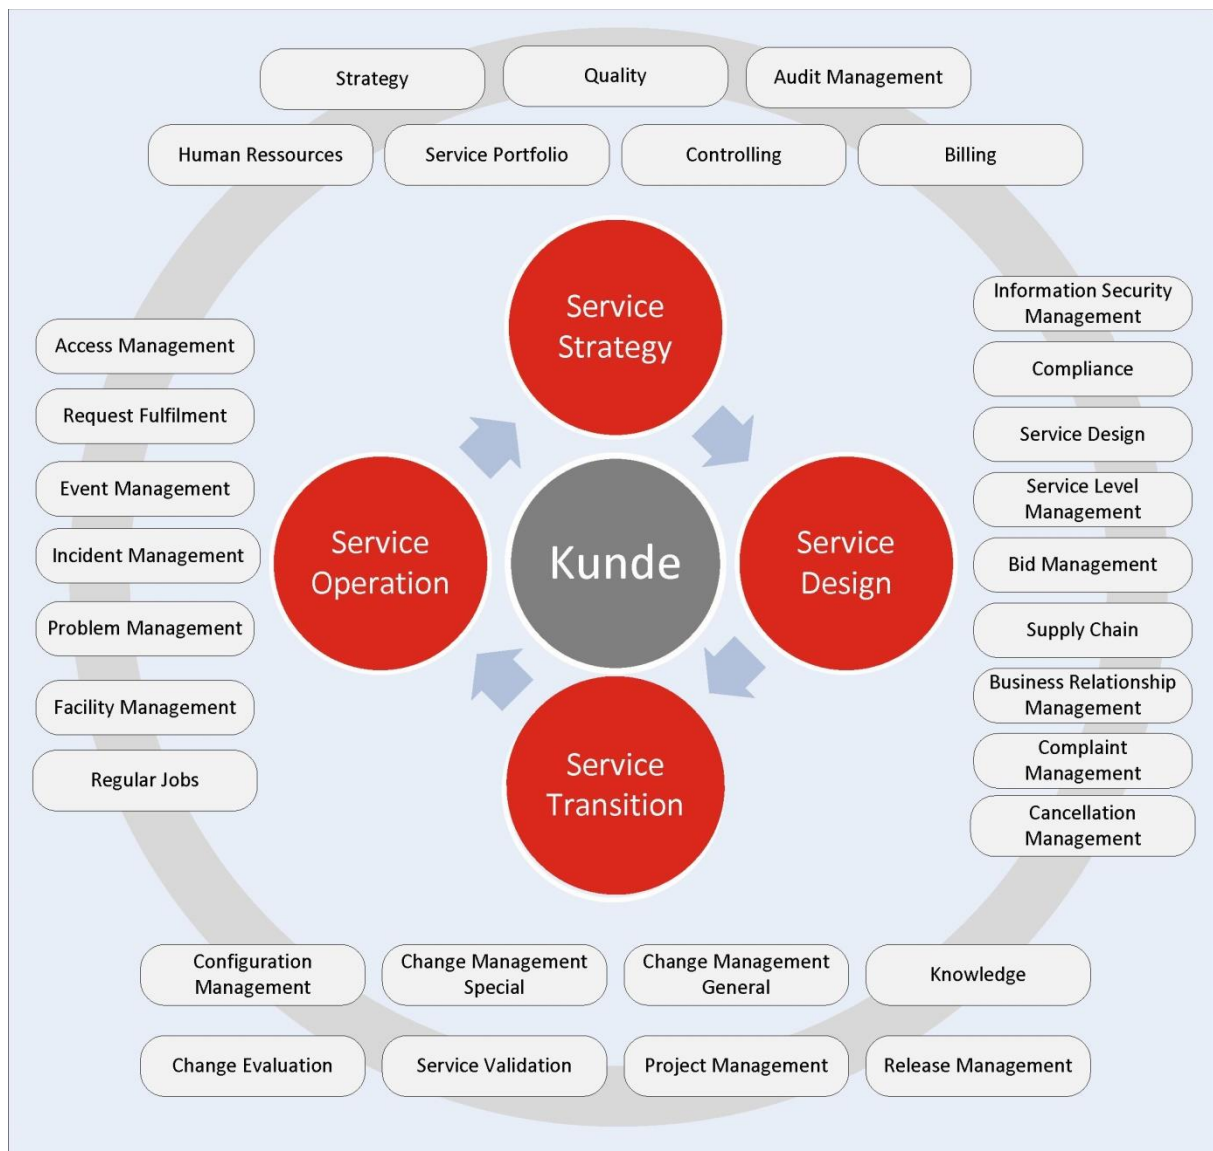 Strategy
Quality
Audit Management
Human Ressources
Service Portfolio
Controlling
Billing
Service
Strategy
Access Management
Request Fulfilment
Event Management
Incident Management
Problem Management
Facility Management
Regular Jobs
Service
Operation
Kunde
Service
Design
Service
Transition
Information Security
Management
Compliance
Service Design
Service Level
Management
Bid Management
Supply Chain
Business Relationship
Management
Complaint
Management
Cancellation
Management
Configuration
Management
Change Management
Special
Change Management
General
Knowledge
Change Evaluation
Service Validation
Project Management
Release Management